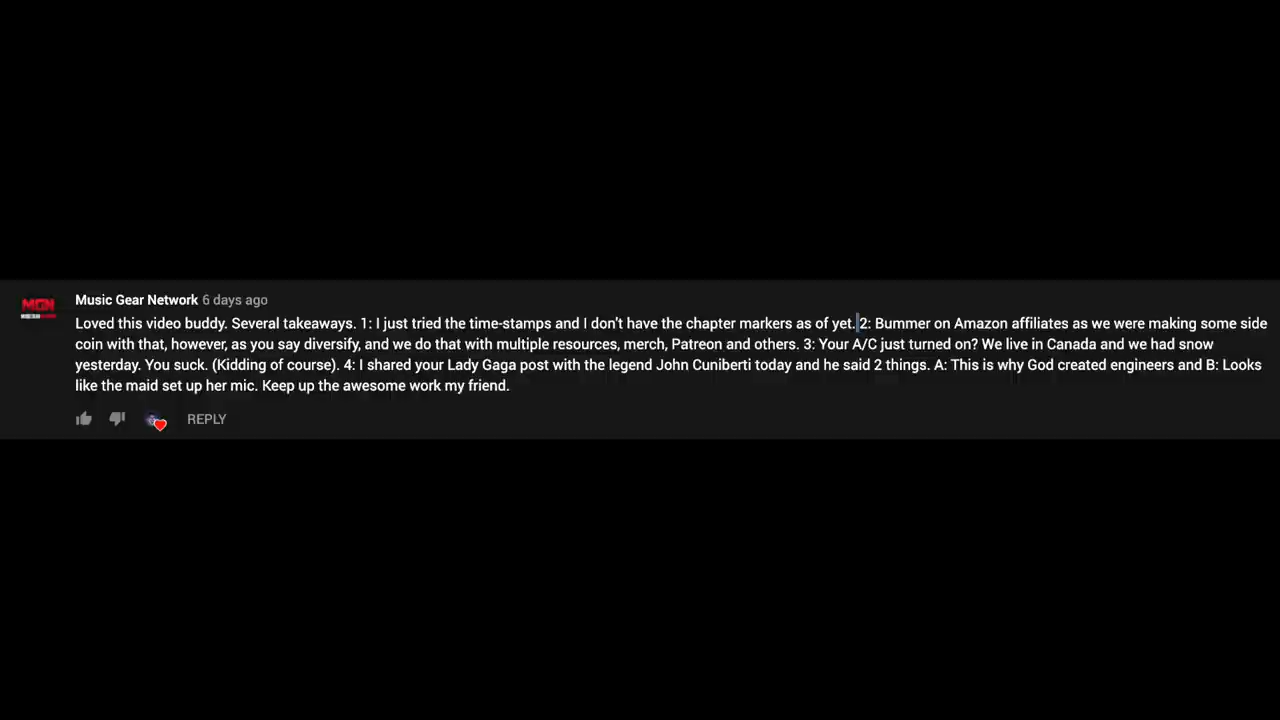 MGN
Music Gear Network 6 days ago
Loved this video buddy. Several takeaways. 1: I just tried the time-stamps and I don't have the chapter markers as of yet. 2: Bummer on Amazon affiliates as we were making some side
coin with that, however, as you say diversify, and we do that with multiple resources, merch, Patreon and others. 3: Your A/C just turned on? We live in Canada and we had snow
yesterday. You suck. (Kidding of course). 4: I shared your Lady Gaga post with the legend John Cuniberti today and he said 2 things. A: This is why God created engineers and B: Looks
like the maid set up her mic. Keep up the awesome work my friend.
REPLY